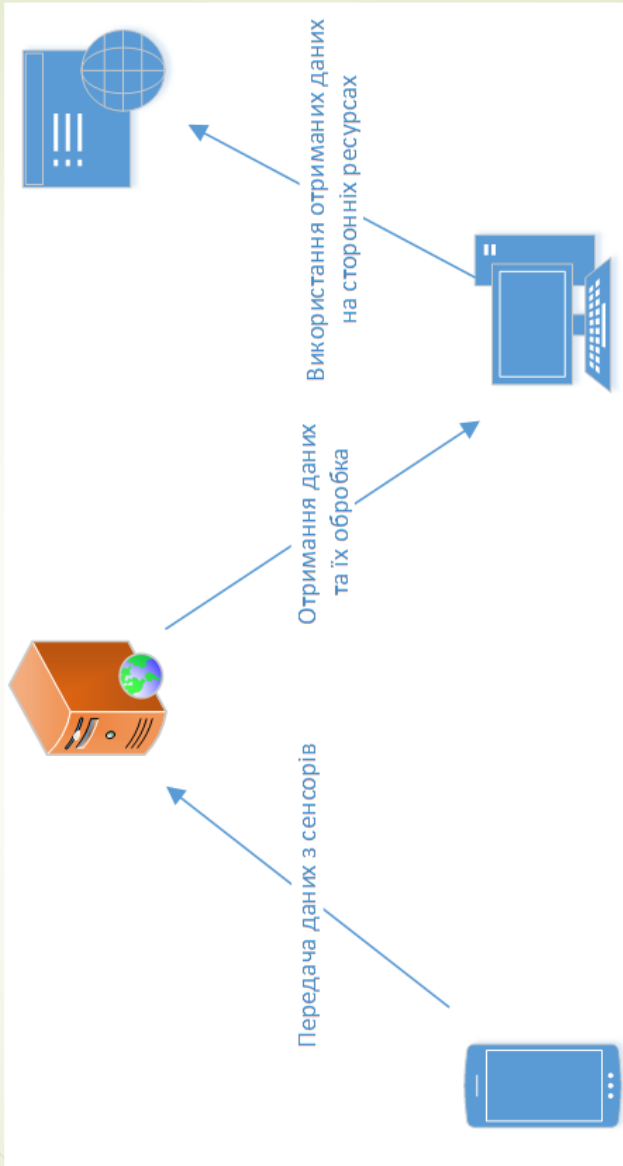 Передача даних з сенсорів
Отримання даних
та їх обробка
Використання отриманих даних
на сторонніх ресурсах